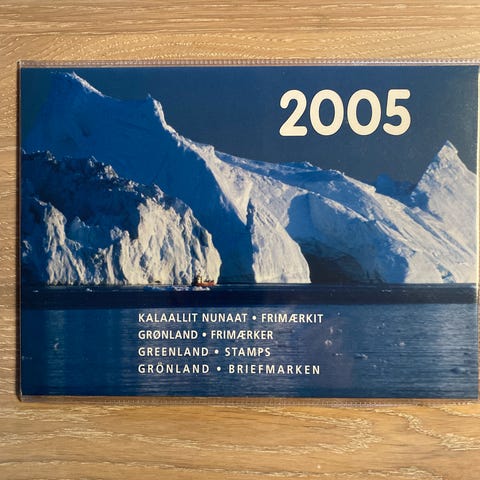 2005
KALAALLIT NUNAAT • FRIMÆRKIT
GRØNLAND • FRIMÆRKER
GREENLAND • STAMPS
GRÖNLAND • BRIEFMARKEN